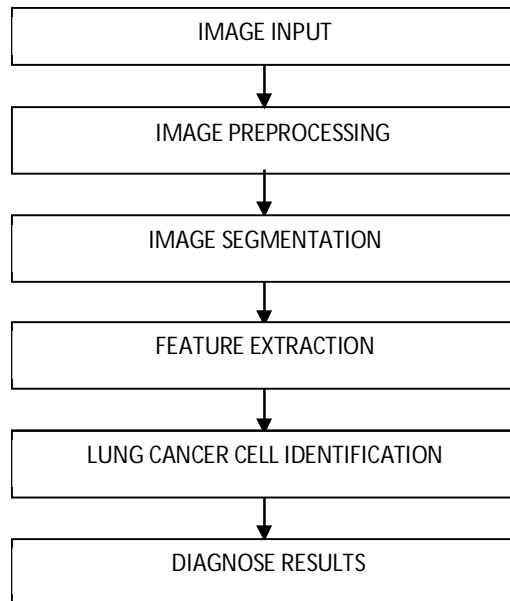 IMAGE INPUT
IMAGE PREPROCESSING
IMAGE SEGMENTATION
FEATURE EXTRACTION
LUNG CANCER CELL IDENTIFICATION
DIAGNOSE RESULTS